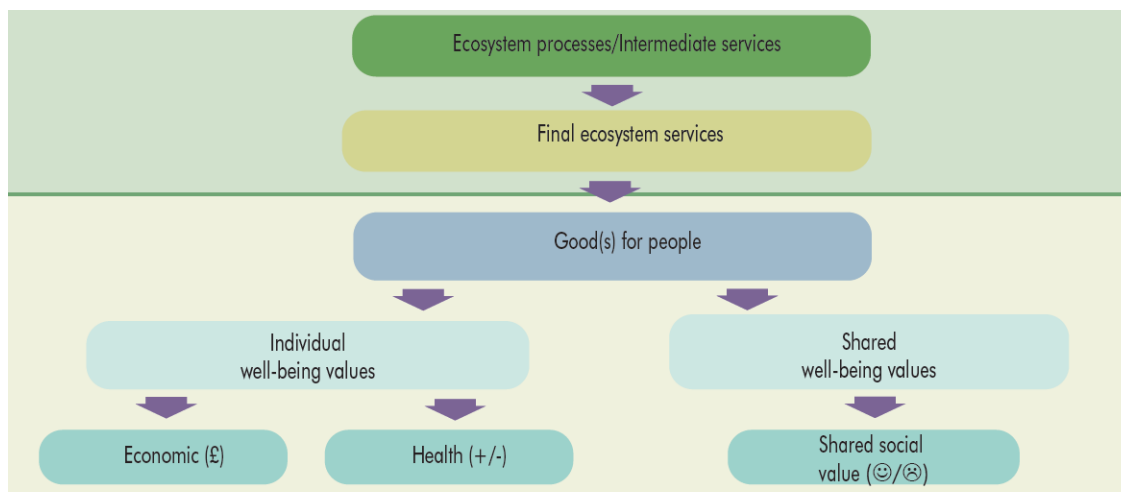 Ecosystem processes/Intermediate services
Final ecosystem services
Good(s) for people
Individual
well-being values
Shared
well-being values
Economic (£)
Health (+/-)
Shared social
value (☺/☹)